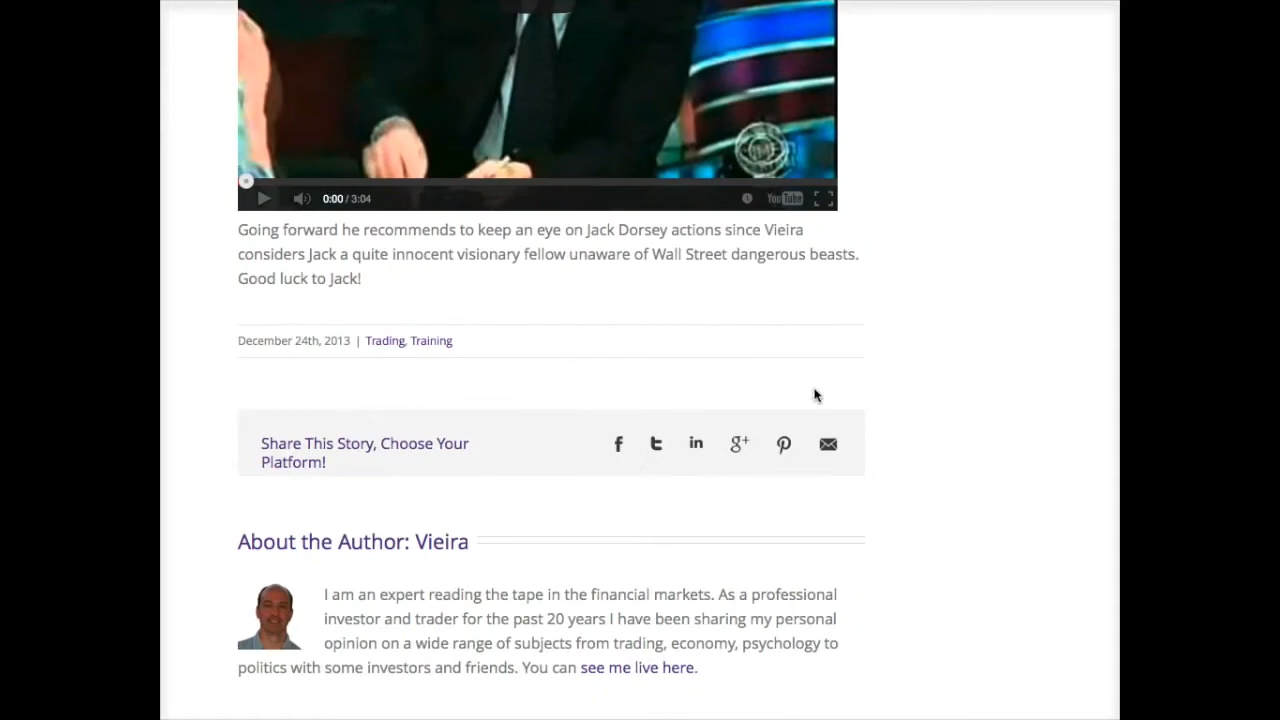 0:00 / 3:04
YouTube
Going forward he recommends to keep an eye on Jack Dorsey actions since Vieira
considers Jack a quite innocent visionary fellow unaware of Wall Street dangerous beasts.
Good luck to Jack!
December 24th, 2013 | Trading, Training
Share This Story, Choose Your
Platform!
f t in g+ p
About the Author: Vieira
I am an expert reading the tape in the financial markets. As a professional
investor and trader for the past 20 years I have been sharing my personal
opinion on a wide range of subjects from trading, economy, psychology to
politics with some investors and friends. You can see me live here.